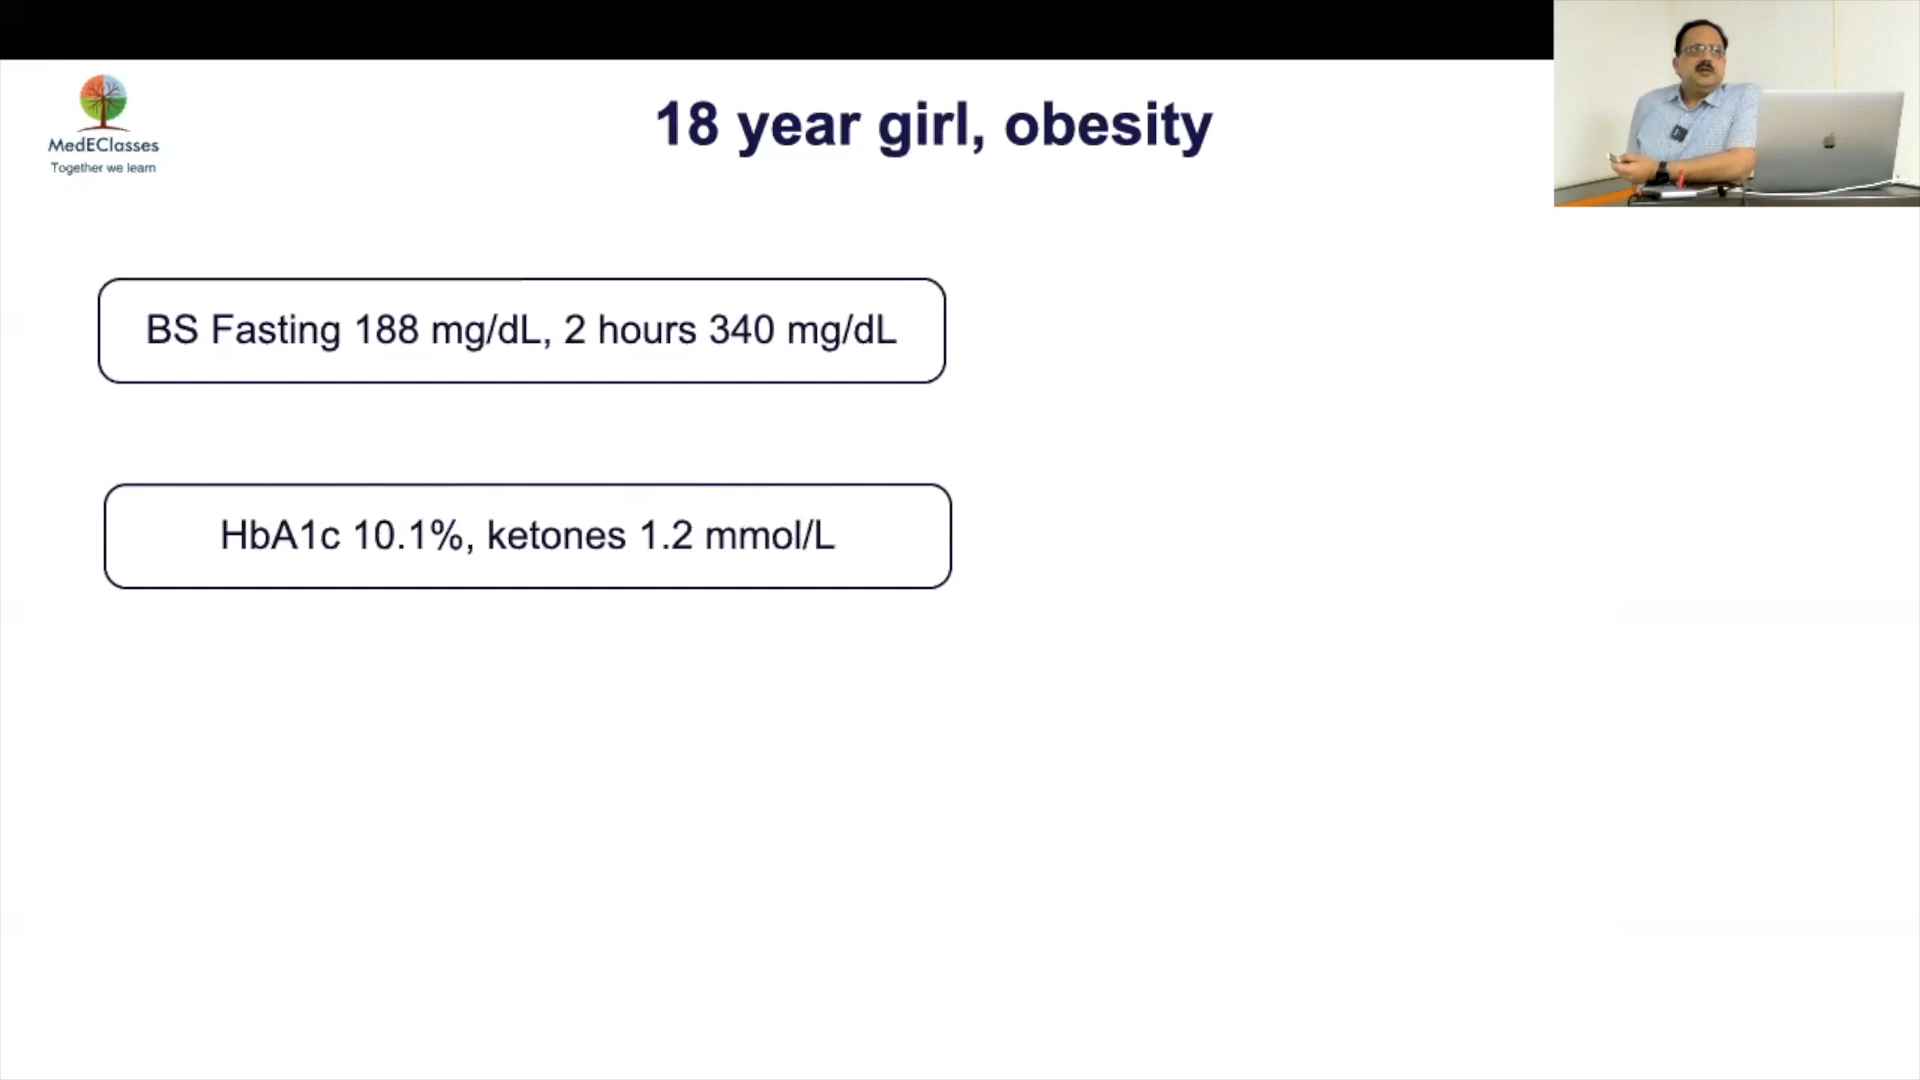 MedEClasses
Together we learn
18 year girl, obesity
BS Fasting 188 mg/dL, 2 hours 340 mg/dL
HbA1c 10.1%, ketones 1.2 mmol/L